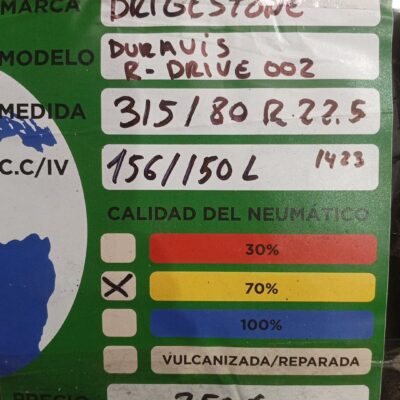 MARCA BRIGESTONE
MODELO DURAVIS
R-DRIVE 002
MEDIDA 315/80 R 22.5
C.C/IV 156/150 L 1423
CALIDAD DEL NEUMÁTICO
30%
70%
100%
VULCANIZADA/REPARADA
PRECIO